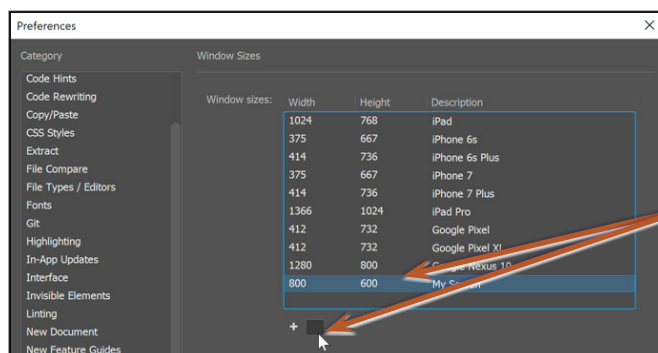 Preferences
Category
Code Hints
Code Rewriting
Copy/Paste
CSS Styles
Extract
File Compare
File Types / Editors
Fonts
Git
Highlighting
In-App Updates
Interface
Invisible Elements
Linting
New Document
New Feature Guides
Window Sizes
Window sizes:
Width Height Description
1024 768 iPad
375 667 iPhone 6s
414 736 iPhone 6s Plus
375 667 iPhone 7
414 736 iPhone 7 Plus
1366 1024 iPad Pro
412 732 Google Pixel
412 732 Google Pixel XL
1280 800 Google Nexus 10
800 600 My Screen
+